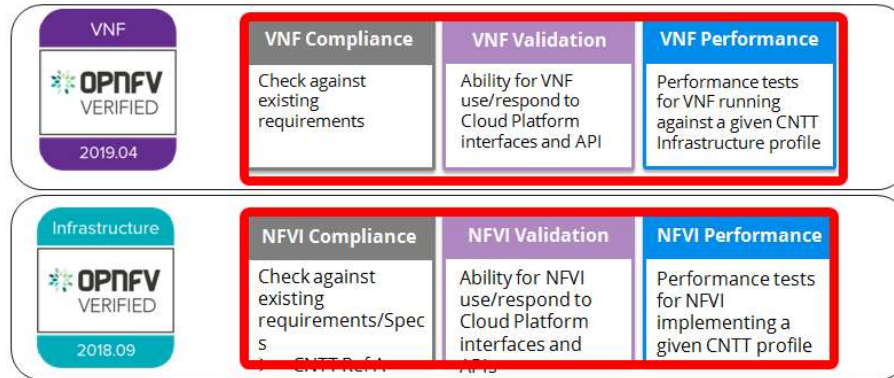 VNF
OPNFV
VERIFIED
2019.04
VNF Compliance
Check against
existing
requirements
VNF Validation
Ability for VNF
use/respond to
Cloud Platform
interfaces and API
VNF Performance
Performance tests
for VNF running
against a given CNTT
Infrastructure profile
Infrastructure
OPNFV
VERIFIED
2018.09
NFVI Compliance
Check against
existing
requirements/Spec
s
NFVI Validation
Ability for NFVI
use/respond to
Cloud Platform
interfaces and
APIs
NFVI Performance
Performance tests
for NFVI
implementing a
given CNTT profile